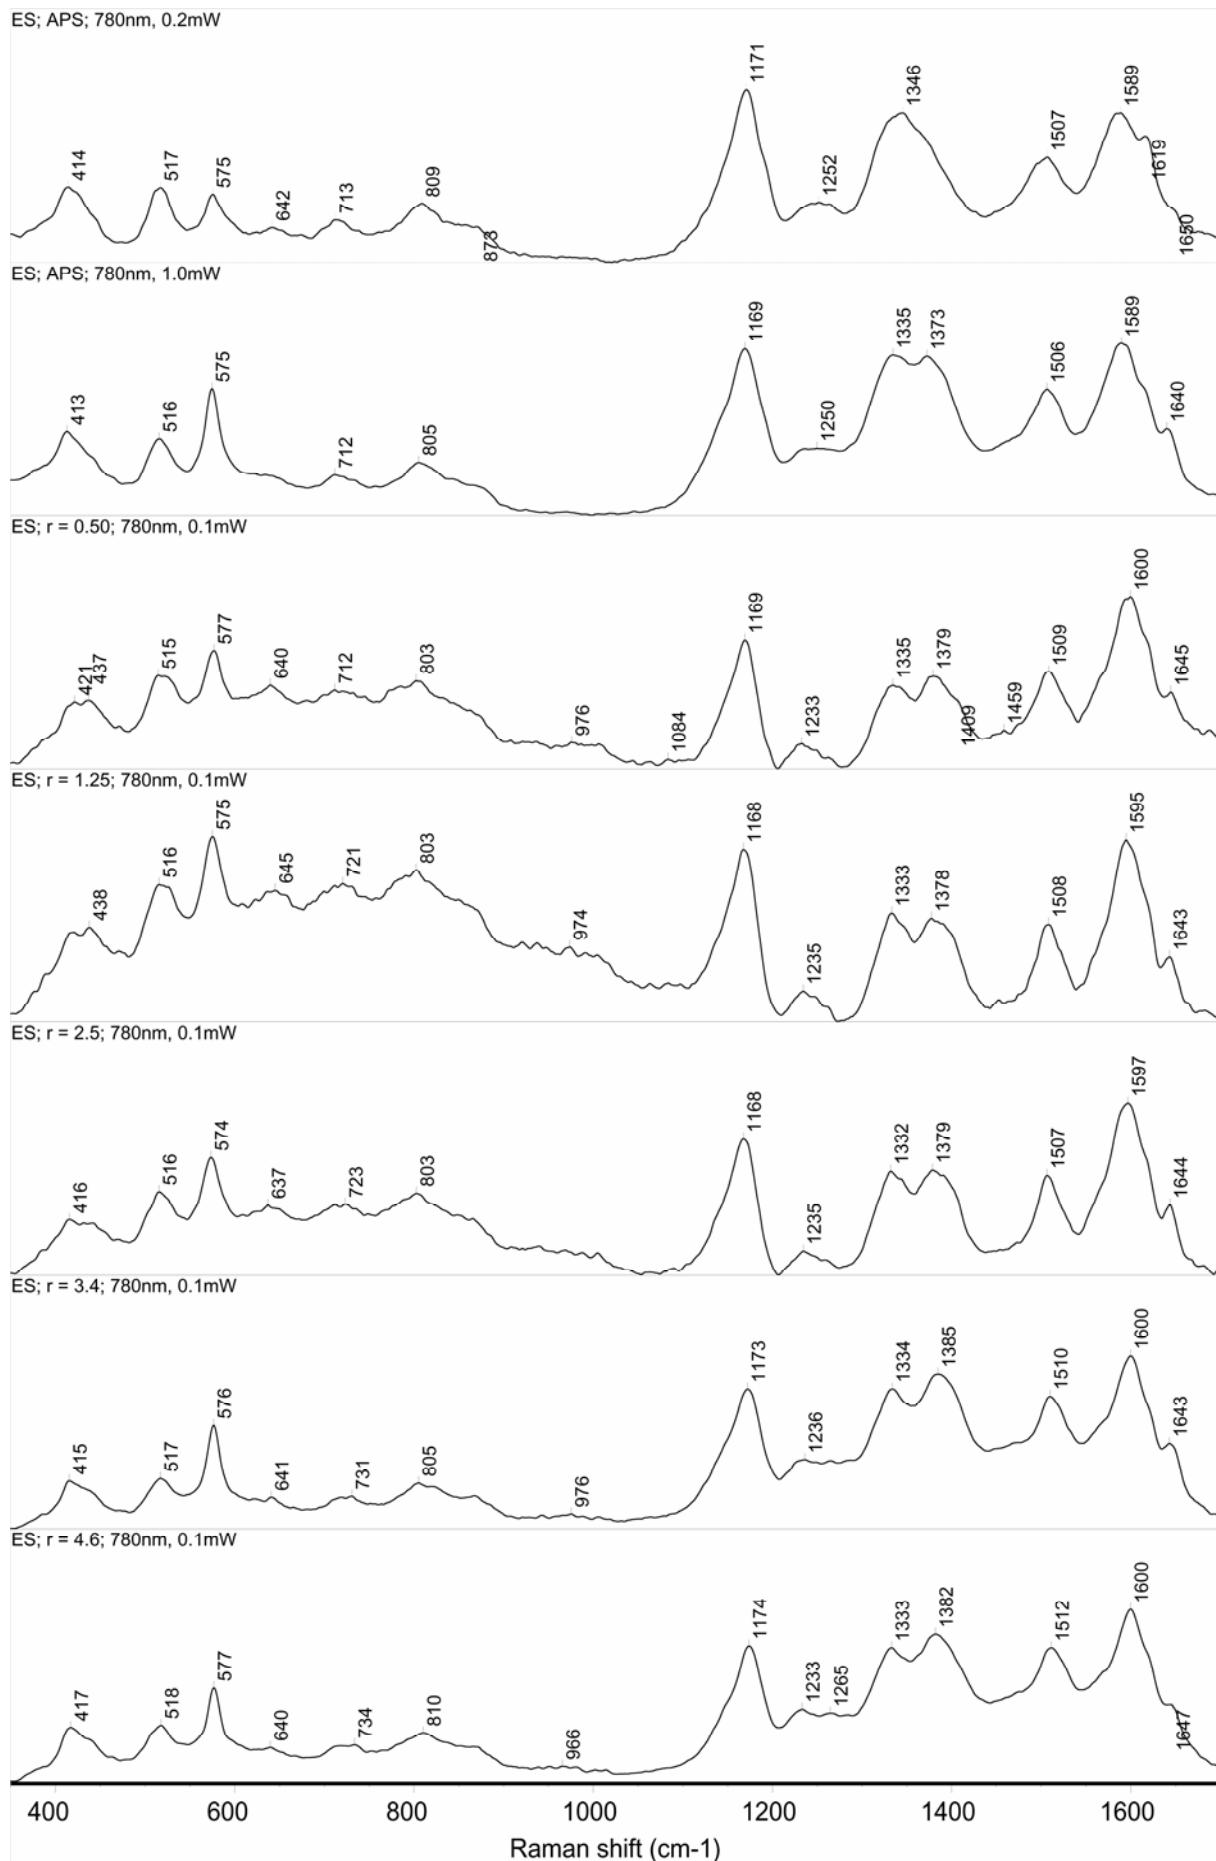 ES; APS; 780nm, 0.2mW
414 517 575 642 713 809 873 1171 1252 1346 1507 1589 1619 1650
ES; APS; 780nm, 1.0mW
413 516 575 712 805 1169 1250 1335 1373 1506 1589 1640
ES; r = 0.50; 780nm, 0.1mW
421 437 515 577 640 712 803 976 1084 1169 1233 1335 1379 1409 1459 1509 1600 1645
ES; r = 1.25; 780nm, 0.1mW
438 516 575 645 721 803 974 1168 1235 1333 1378 1508 1595 1643
ES; r = 2.5; 780nm, 0.1mW
416 516 574 637 723 803 1168 1235 1332 1379 1507 1597 1644
ES; r = 3.4; 780nm, 0.1mW
415 517 576 641 731 805 976 1173 1236 1334 1385 1510 1600 1643
ES; r = 4.6; 780nm, 0.1mW
417 518 577 640 734 810 966 1174 1233 1265 1333 1382 1512 1600 1647
400 600 800 1000 1200 1400 1600
Raman shift (cm-1)